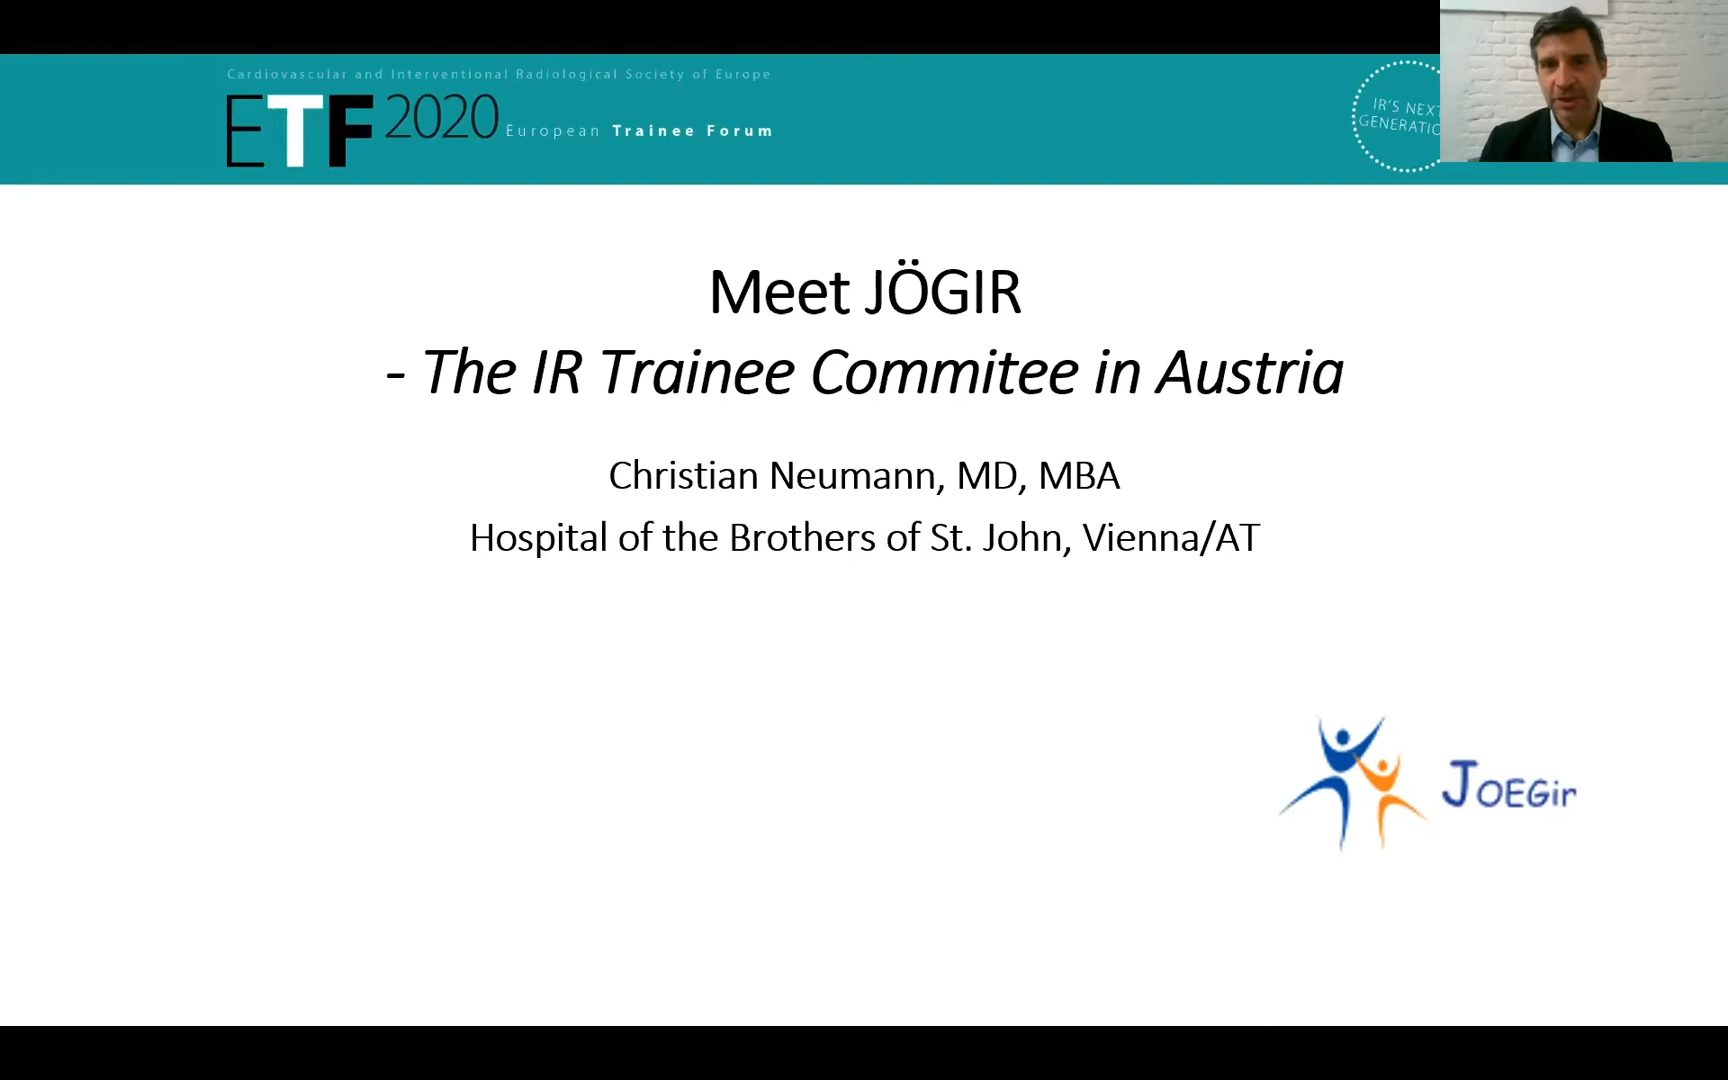 Cardiovascular and Interventional Radiological Society of Europe
ETF 2020 European Trainee Forum
IR'S NEXT
GENERATIO
Meet JÖGIR
- The IR Trainee Commitee in Austria
Christian Neumann, MD, MBA
Hospital of the Brothers of St. John, Vienna/AT
JOEGir